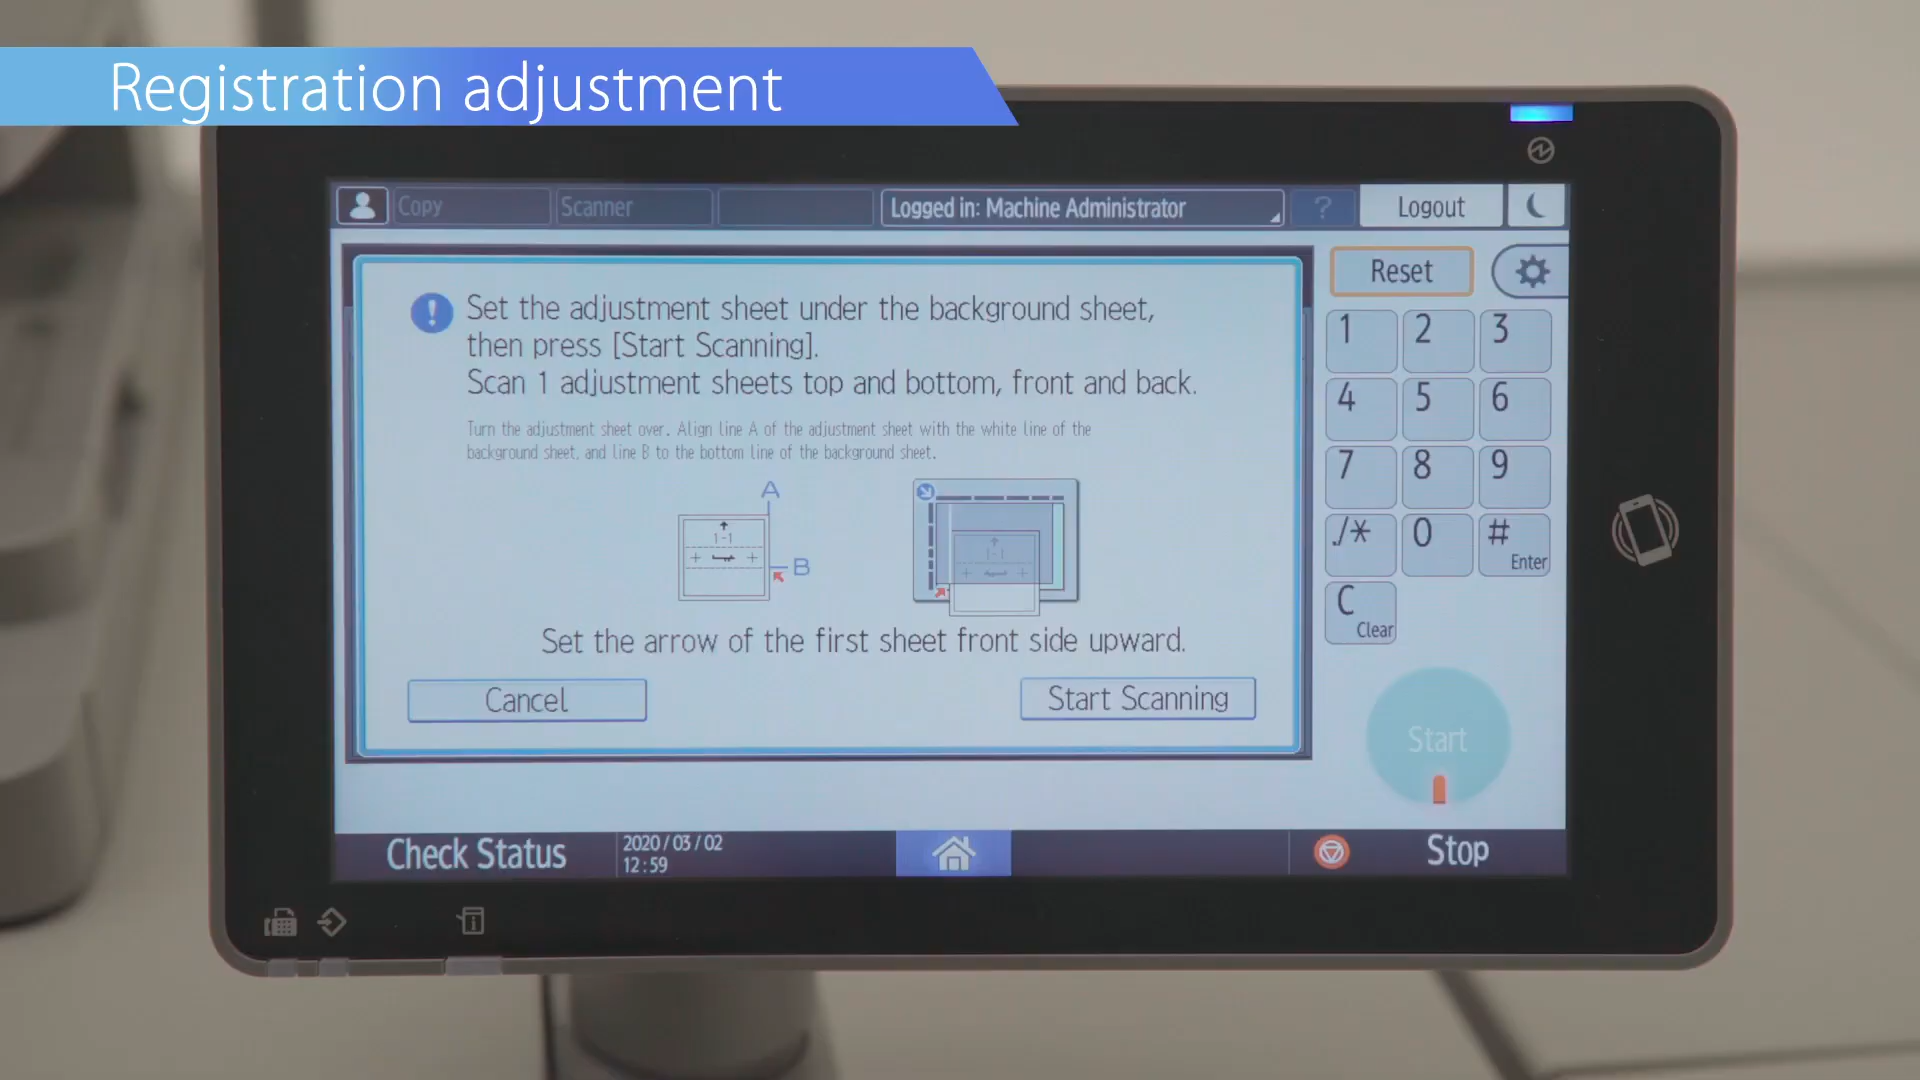 Registration adjustment
Copy
Scanner
Logged in: Machine Administrator
?
Logout
Set the adjustment sheet under the background sheet,
then press [Start Scanning].
Scan 1 adjustment sheets top and bottom, front and back.
Turn the adjustment sheet over. Align line A of the adjustment sheet with the white line of the
background sheet, and line B to the bottom line of the background sheet.
A
1-1
B
1-1
Set the arrow of the first sheet front side upward.
Cancel
Start Scanning
Reset
1
2
3
4
5
6
7
8
9
./*
0
#
Enter
C
Clear
Start
Check Status
2020/03/02
12:59
Stop